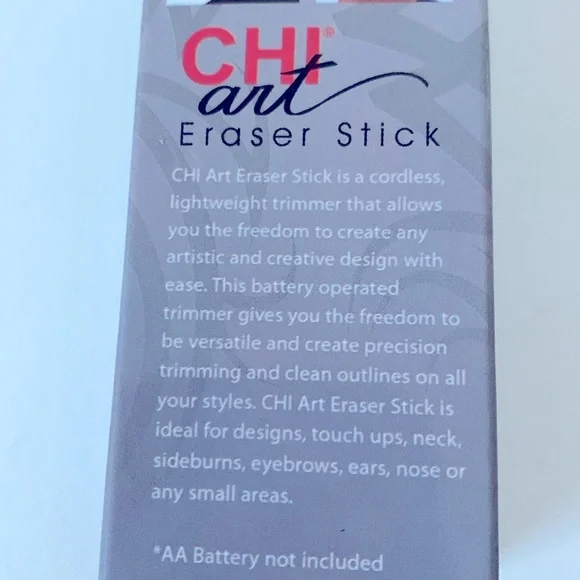 CHI®
art
Eraser Stick
CHI Art Eraser Stick is a cordless,
lightweight trimmer that allows
you the freedom to create any
artistic and creative design with
ease. This battery operated
trimmer gives you the freedom to
be versatile and create precision
trimming and clean outlines on all
your styles. CHI Art Eraser Stick is
ideal for designs, touch ups, neck,
sideburns, eyebrows, ears, nose or
any small areas.
*AA Battery not included